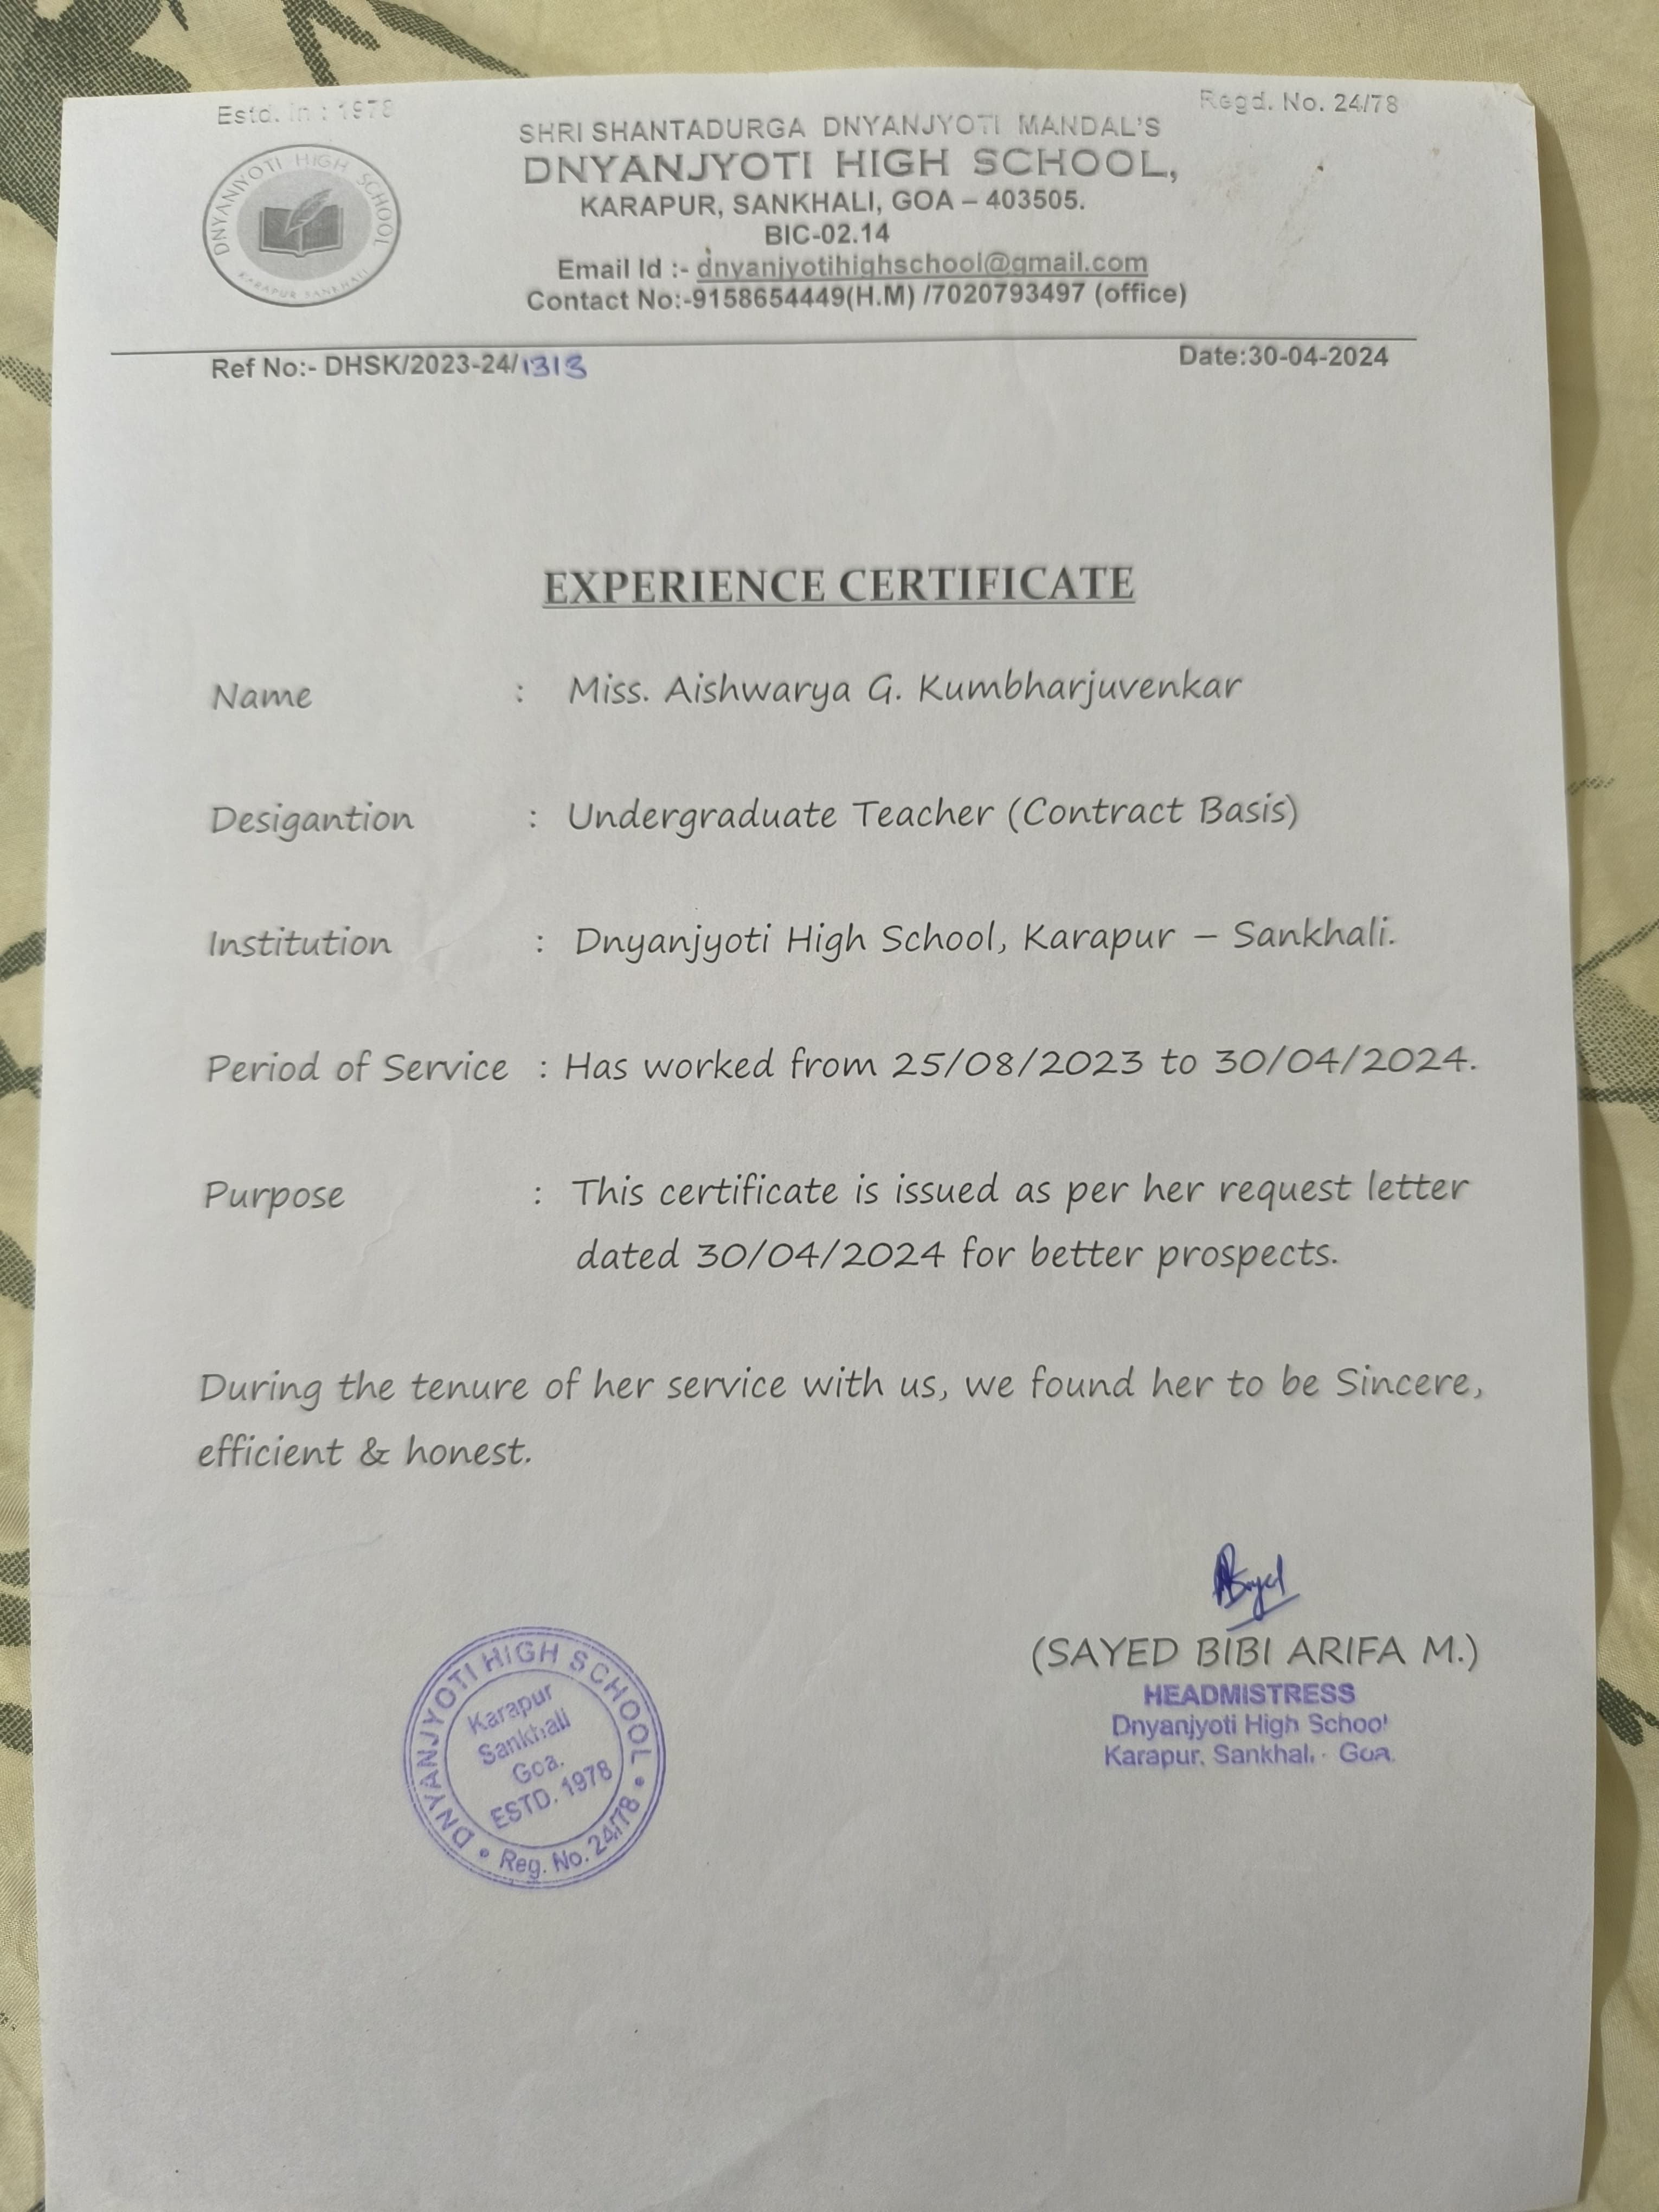 Estd. in : 1978
Regd. No. 24/78
DNYANJYOTI HIGH SCHOOL
KARAPUR SANKHALI
SHRI SHANTADURGA DNYANJYOTI MANDAL'S
DNYANJYOTI HIGH SCHOOL,
KARAPUR, SANKHALI, GOA – 403505.
BIC-02.14
Email Id :- dnyanjyotihighschool@gmail.com
Contact No:-9158654449(H.M) /7020793497 (office)
Ref No:- DHSK/2023-24/1313
Date:30-04-2024
EXPERIENCE CERTIFICATE
Name : Miss. Aishwarya G. Kumbharjuvenkar
Desigantion : Undergraduate Teacher (Contract Basis)
Institution : Dnyanjyoti High School, Karapur – Sankhali.
Period of Service : Has worked from 25/08/2023 to 30/04/2024.
Purpose : This certificate is issued as per her request letter
dated 30/04/2024 for better prospects.
During the tenure of her service with us, we found her to be Sincere,
efficient & honest.
(SAYED BIBI ARIFA M.)
HEADMISTRESS
Dnyanjyoti High School
Karapur, Sankhali - Goa.
DNYANJYOTI HIGH SCHOOL
Karapur
Sankhali
Goa.
ESTD. 1978
Reg. No. 24/78